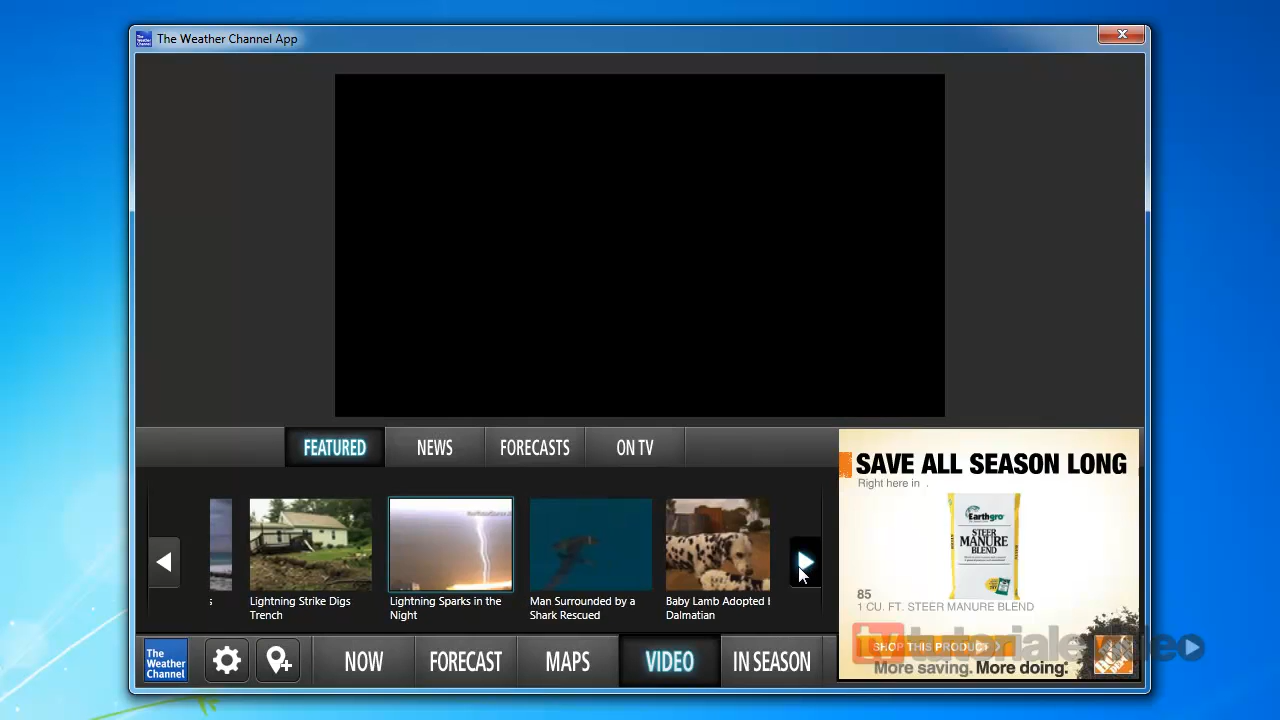 The Weather Channel App
FEATURED
NEWS
FORECASTS
ON TV
s
Lightning Strike Digs
Trench
Lightning Sparks in the
Night
Man Surrounded by a
Shark Rescued
Baby Lamb Adopted
Dalmatian
SAVE ALL SEASON LONG
Right here in .
Earthgro
STEER
MANURE
BLEND
85
1 CU. FT. STEER MANURE BLEND
SHOP THIS PRODUCT
tvtutorialevideo
More saving. More doing.
The
Weather
Channel
NOW
FORECAST
MAPS
VIDEO
IN SEASON